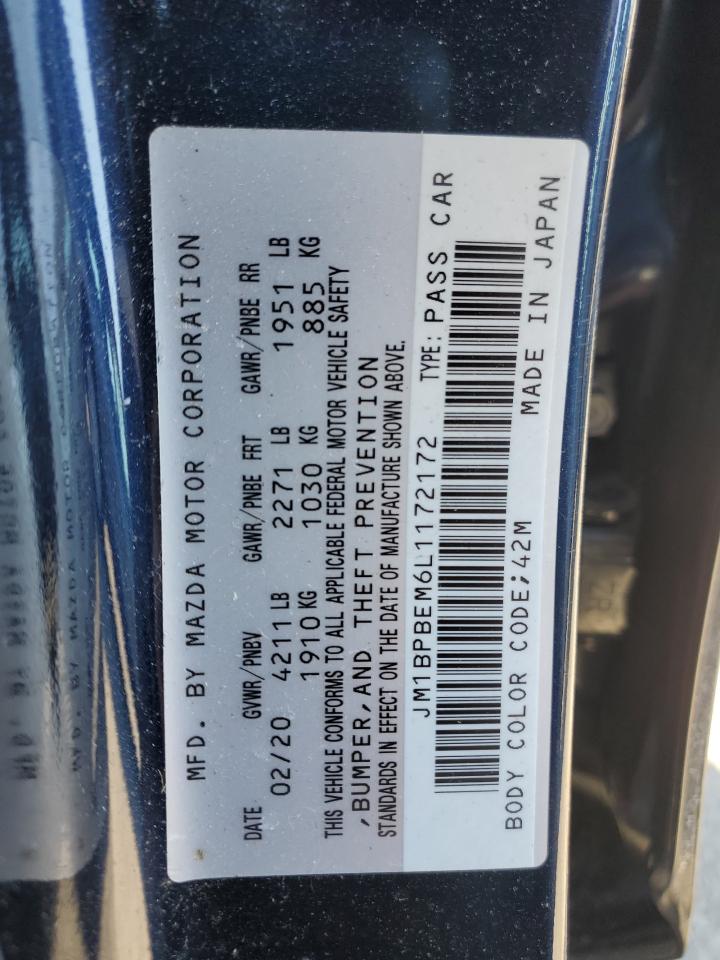 MFD. BY MAZDA MOTOR CORPORATION
DATE GVWR/PNBV GAWR/PNBE FRT GAWR/PNBE RR
02/20 4211 LB 2271 LB 1951 LB
1910 KG 1030 KG 885 KG
THIS VEHICLE CONFORMS TO ALL APPLICABLE FEDERAL MOTOR VEHICLE SAFETY
,BUMPER,AND THEFT PREVENTION
STANDARDS IN EFFECT ON THE DATE OF MANUFACTURE SHOWN ABOVE.
JM1BPBEM6L1172172 TYPE: PASS CAR
BODY COLOR CODE;42M MADE IN JAPAN